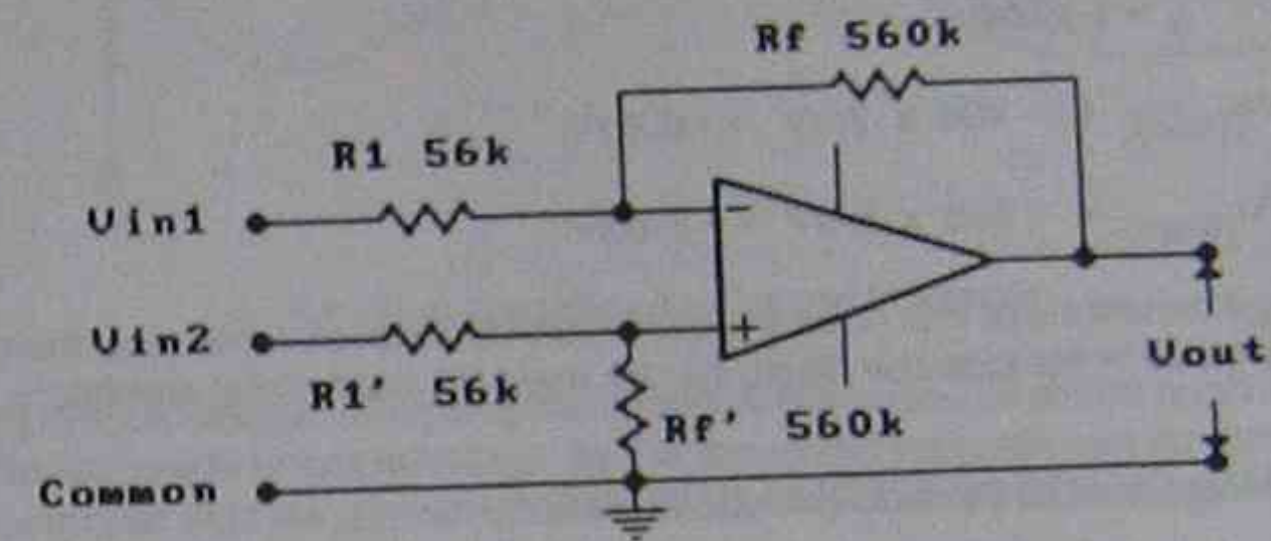 Rf 560k
R1 56k
Vin1
-
Vin2
+
Vout
R1' 56k
Rf' 560k
Common